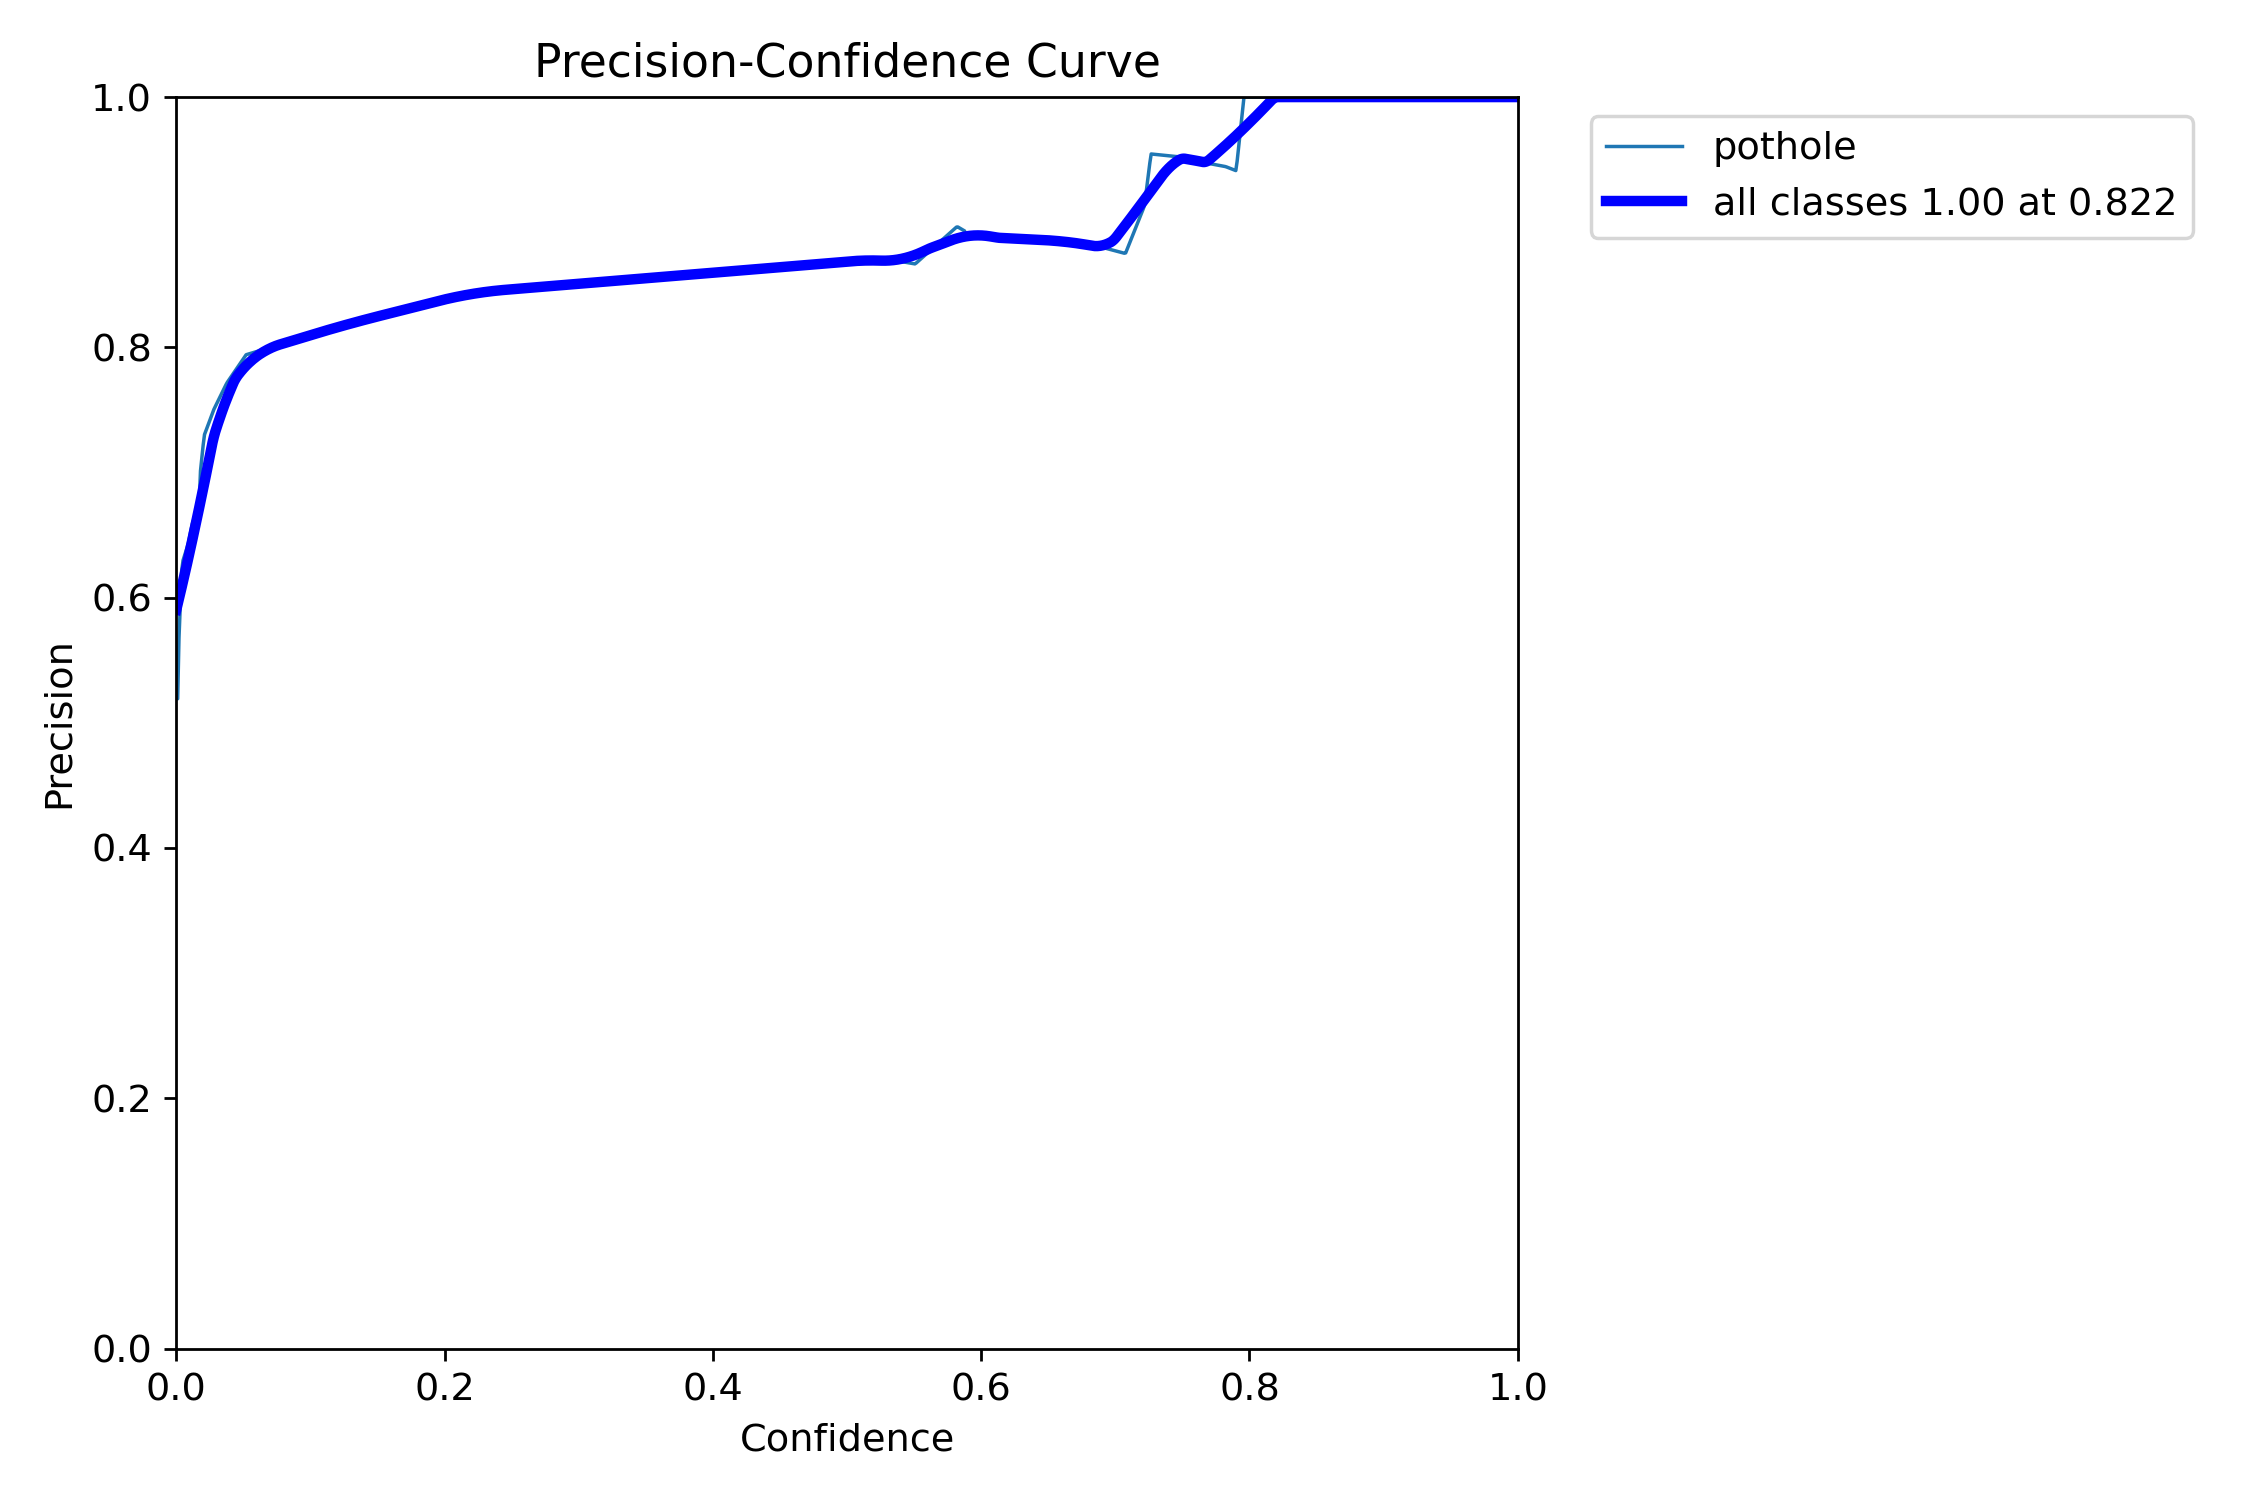 Precision-Confidence Curve
1.0
0.8
0.6
0.4
0.2
0.0
Precision
0.0 0.2 0.4 0.6 0.8 1.0
Confidence
pothole
all classes 1.00 at 0.822